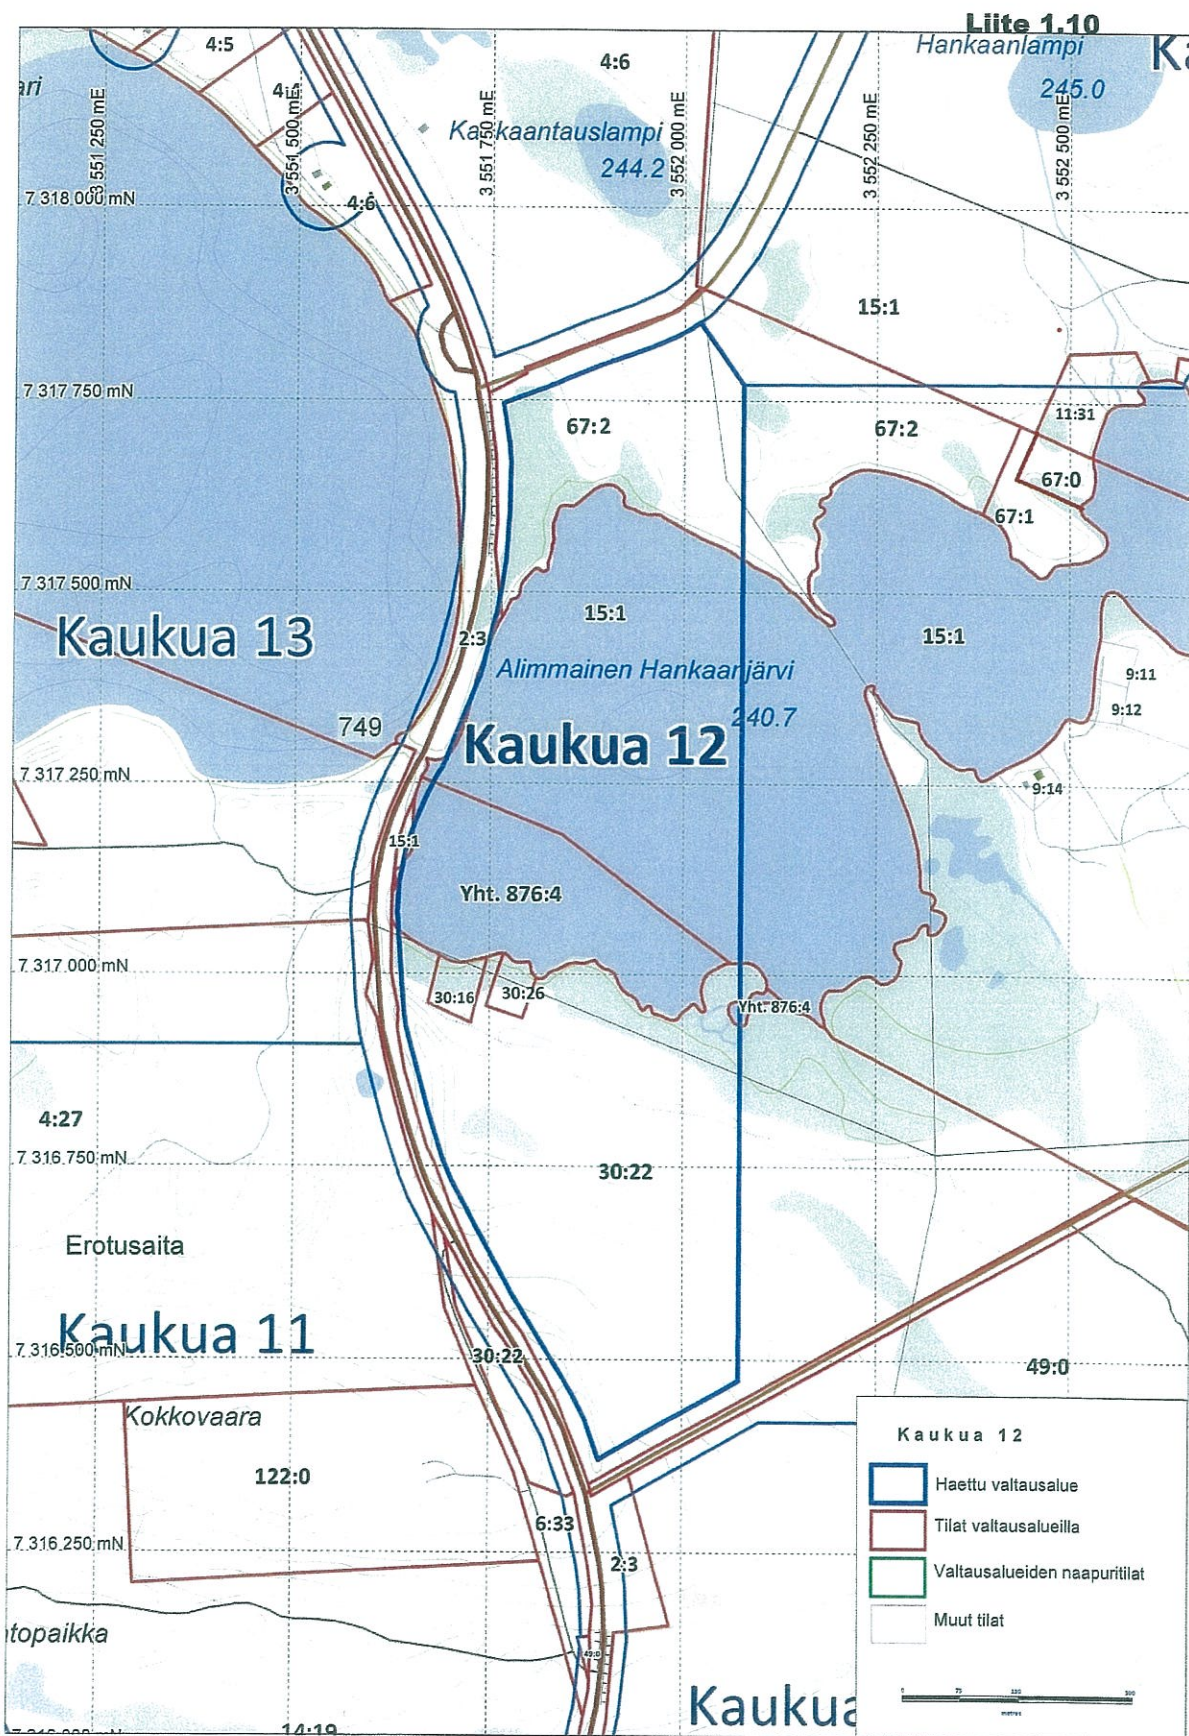 Liite 1.10
4:5
4:6
Hankaanlampi
245.0
Kankaantauslampi
244.2
3 551 250 mE
3 551 500 mE
3 551 750 mE
3 552 000 mE
3 552 250 mE
3 552 500 mE
7 318 000 mN
4:6
15:1
7 317 750 mN
67:2
67:2
11:31
67:0
67:1
7 317 500 mN
15:1
Kaukua 13
2:3
15:1
Alimmainen Hankaanjärvi
9:11
9:12
749
240.7
Kaukua 12
7 317 250 mN
9:14
15:1
Yht. 876:4
7 317 000 mN
30:16
30:26
Yht. 876:4
4:27
7 316 750 mN
30:22
Erotusaita
Kaukua 11
7 316 500 mN
30:22
49:0
Kokkovaara
122:0
Kaukua 12
Haettu valtausalue
Tilat valtausalueilla
6:33
7 316 250 mN
2:3
Valtausalueiden naapuritilat
Muut tilat
topaikka
49:0
Kaukua
metres
14:19